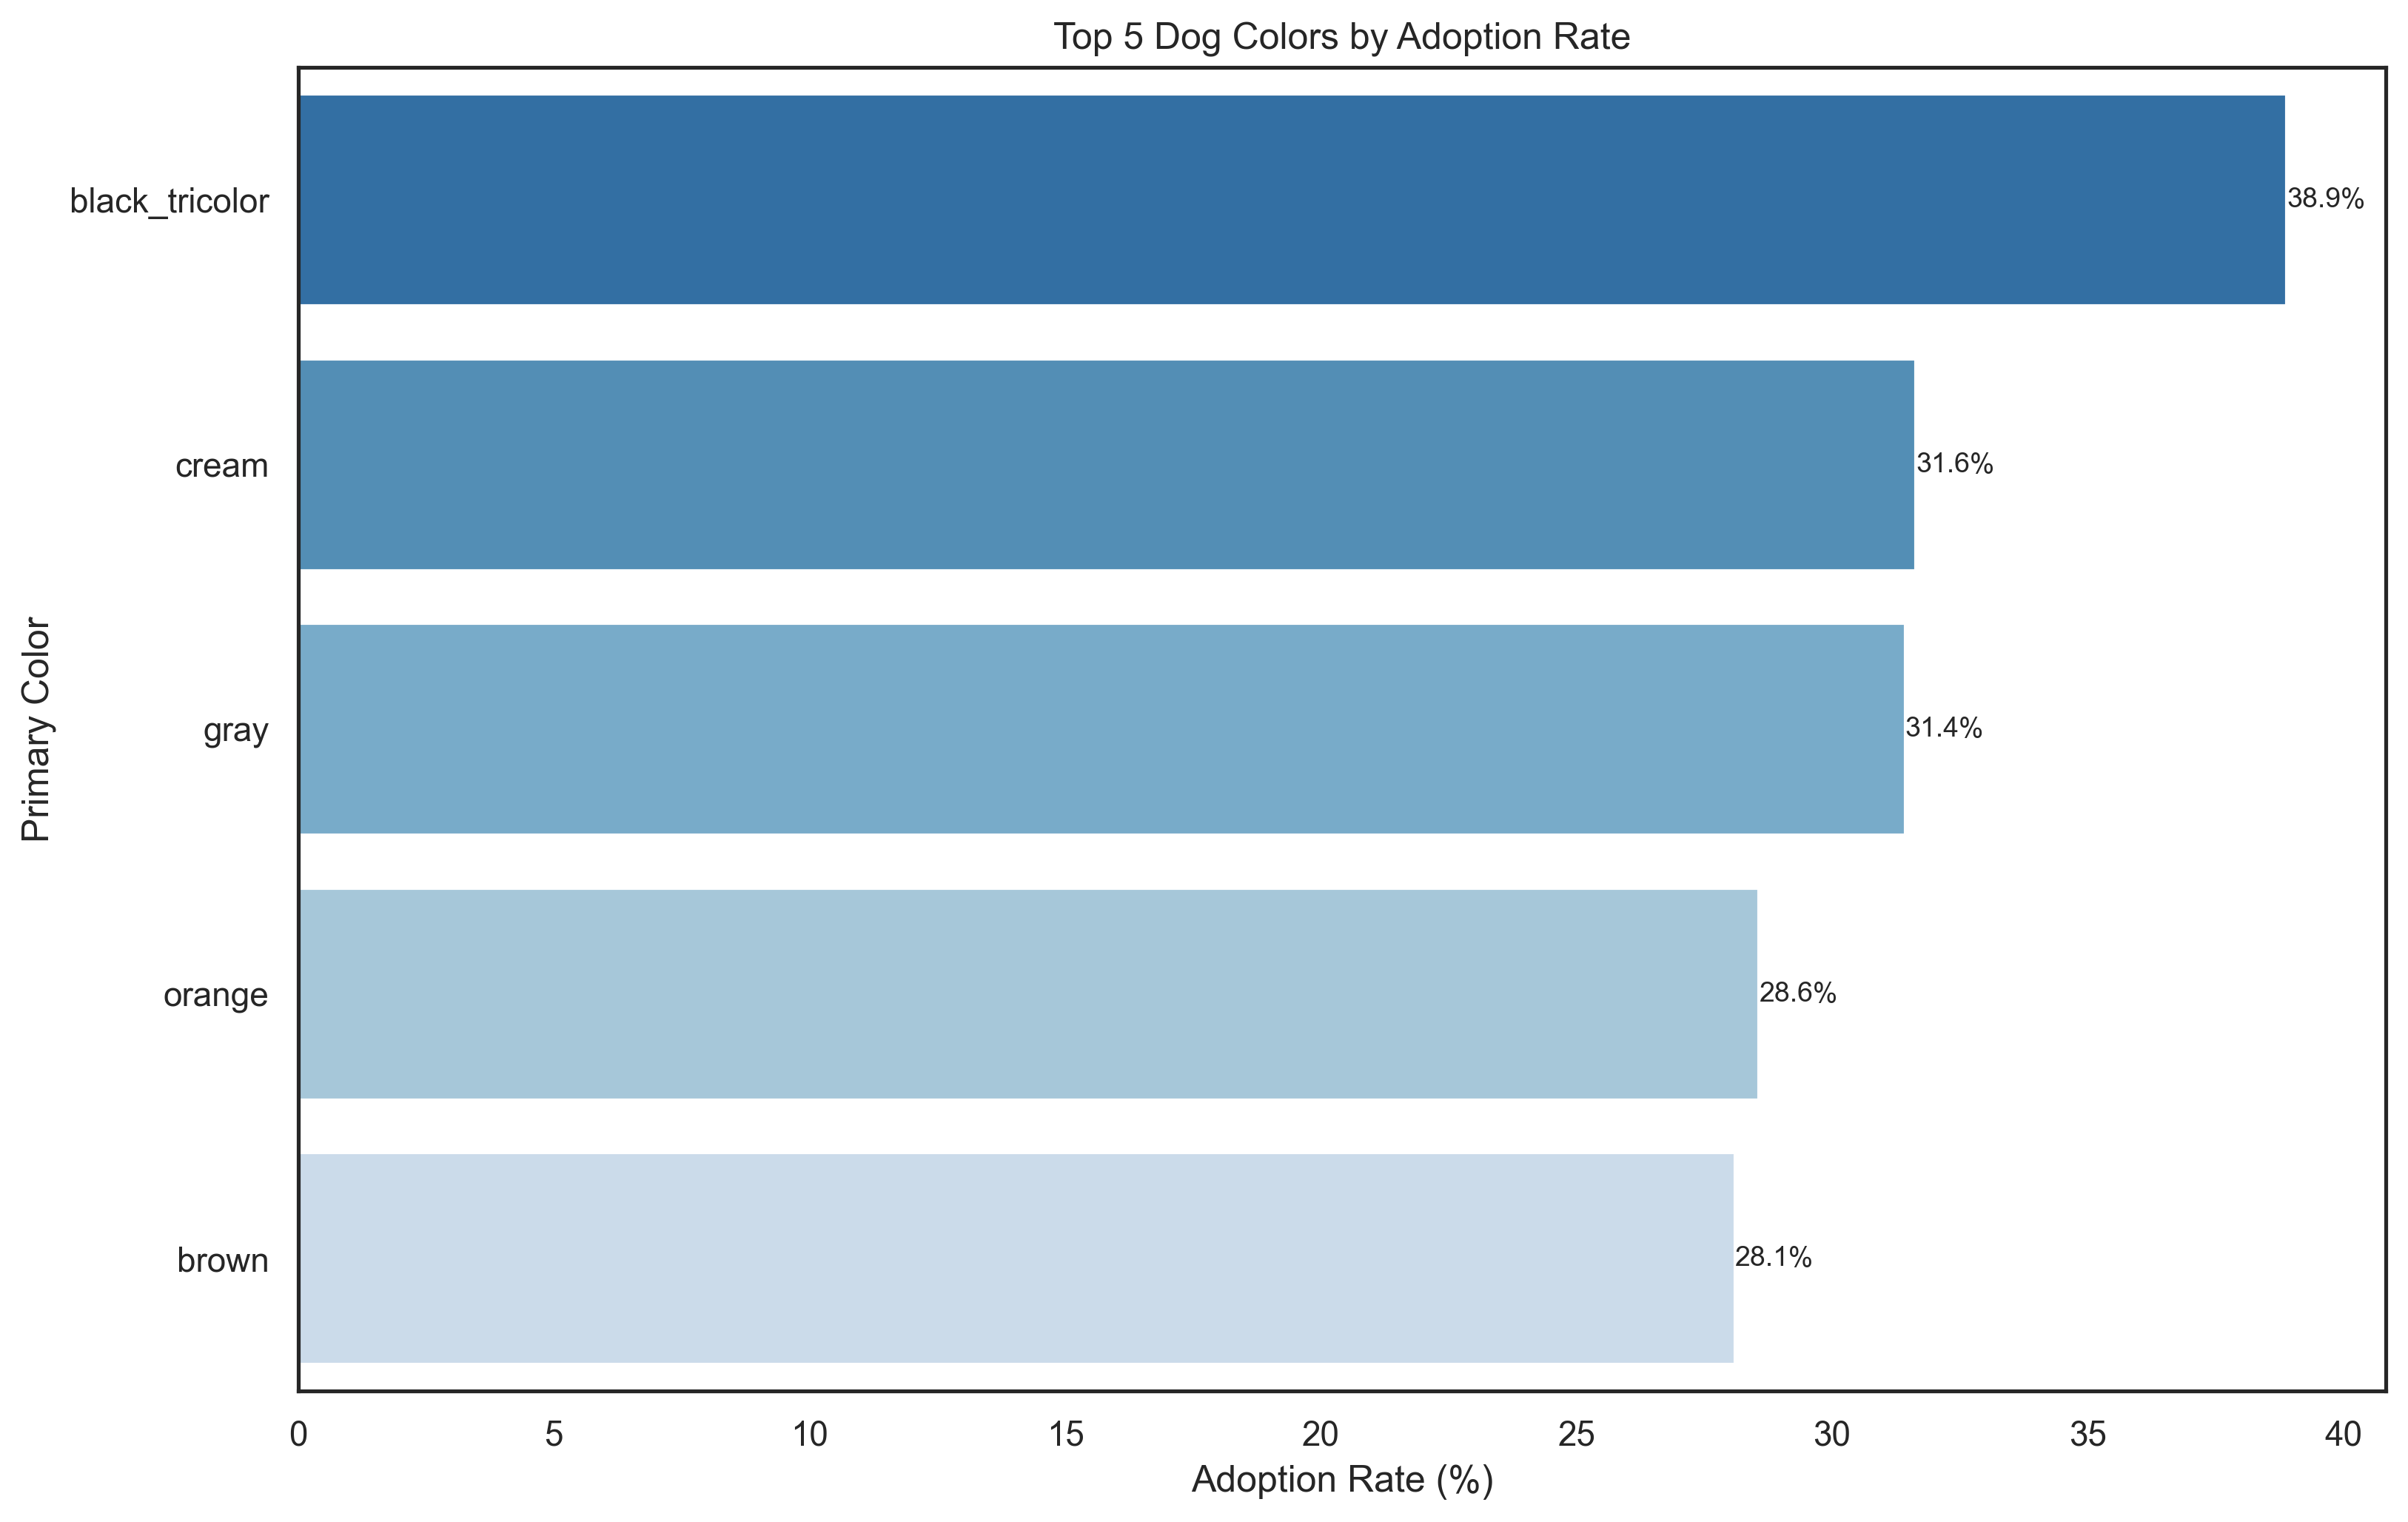 Top 5 Dog Colors by Adoption Rate
Primary Color
black_tricolor
38.9%
cream
31.6%
gray
31.4%
orange
28.6%
brown
28.1%
0 5 10 15 20 25 30 35 40
Adoption Rate (%)